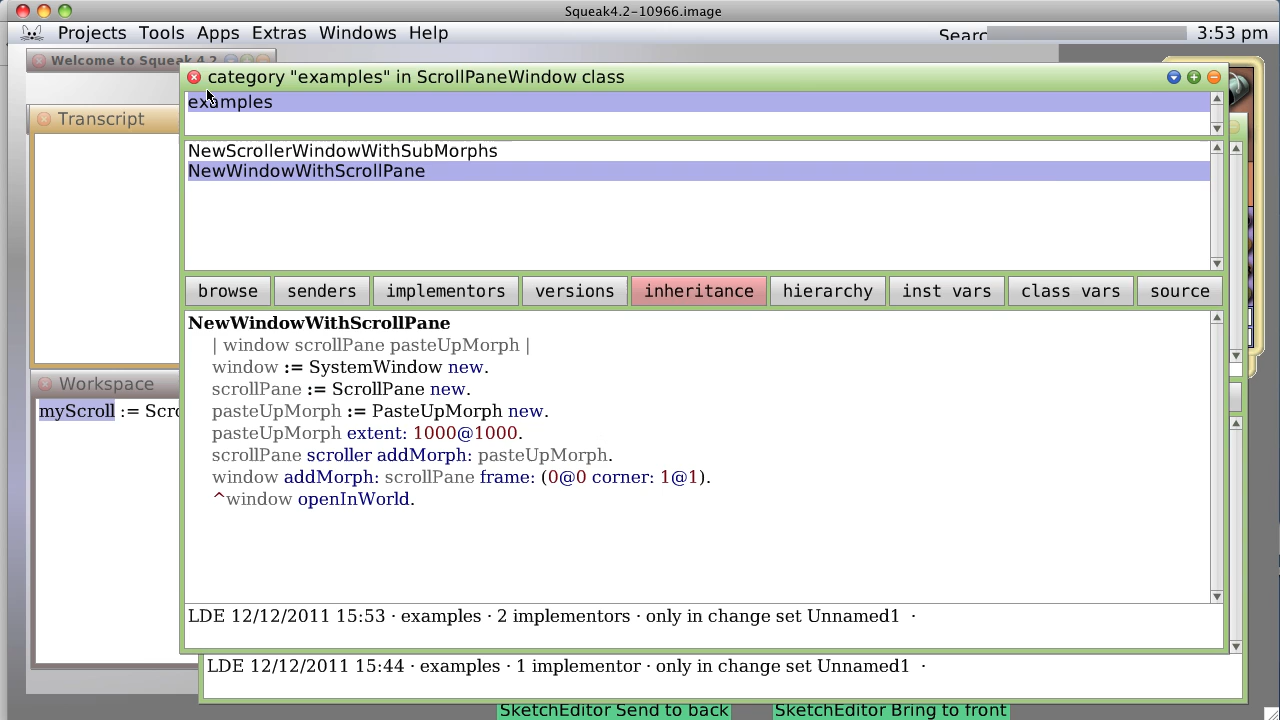 Squeak4.2-10966.image
Projects Tools Apps Extras Windows Help Searc 3:53 pm
Welcome to Squeak 4.2
category "examples" in ScrollPaneWindow class
examples
Transcript
NewScrollerWindowWithSubMorphs
NewWindowWithScrollPane
browse senders implementors versions inheritance hierarchy inst vars class vars source
NewWindowWithScrollPane
| window scrollPane pasteUpMorph |
window := SystemWindow new.
scrollPane := ScrollPane new.
pasteUpMorph := PasteUpMorph new.
pasteUpMorph extent: 1000@1000.
scrollPane scroller addMorph: pasteUpMorph.
window addMorph: scrollPane frame: (0@0 corner: 1@1).
^window openInWorld.
Workspace
myScroll := Scro
LDE 12/12/2011 15:53 · examples · 2 implementors · only in change set Unnamed1 ·
LDE 12/12/2011 15:44 · examples · 1 implementor · only in change set Unnamed1 ·
SketchEditor Send to back SketchEditor Bring to front